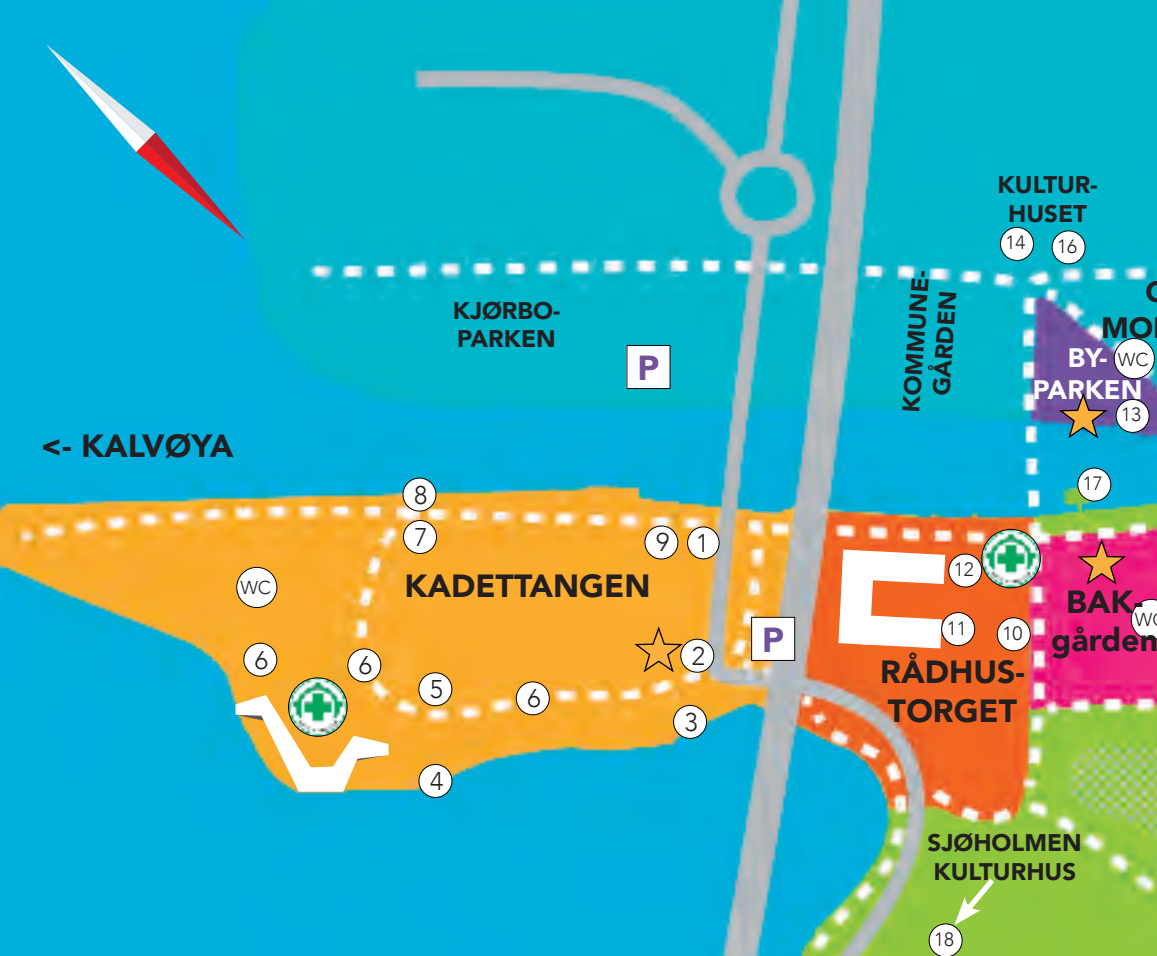 KULTUR-
HUSET
14
16
KJØRBO-
PARKEN
P
KOMMUNE-
GÅRDEN
BY-
PARKEN
WC
13
<- KALVØYA
8
17
7
9
1
KADETTANGEN
WC
12
BAK-
gården
11
10
6
6
2
P
RÅDHUS-
TORGET
5
6
3
4
SJØHOLMEN
KULTURHUS
18